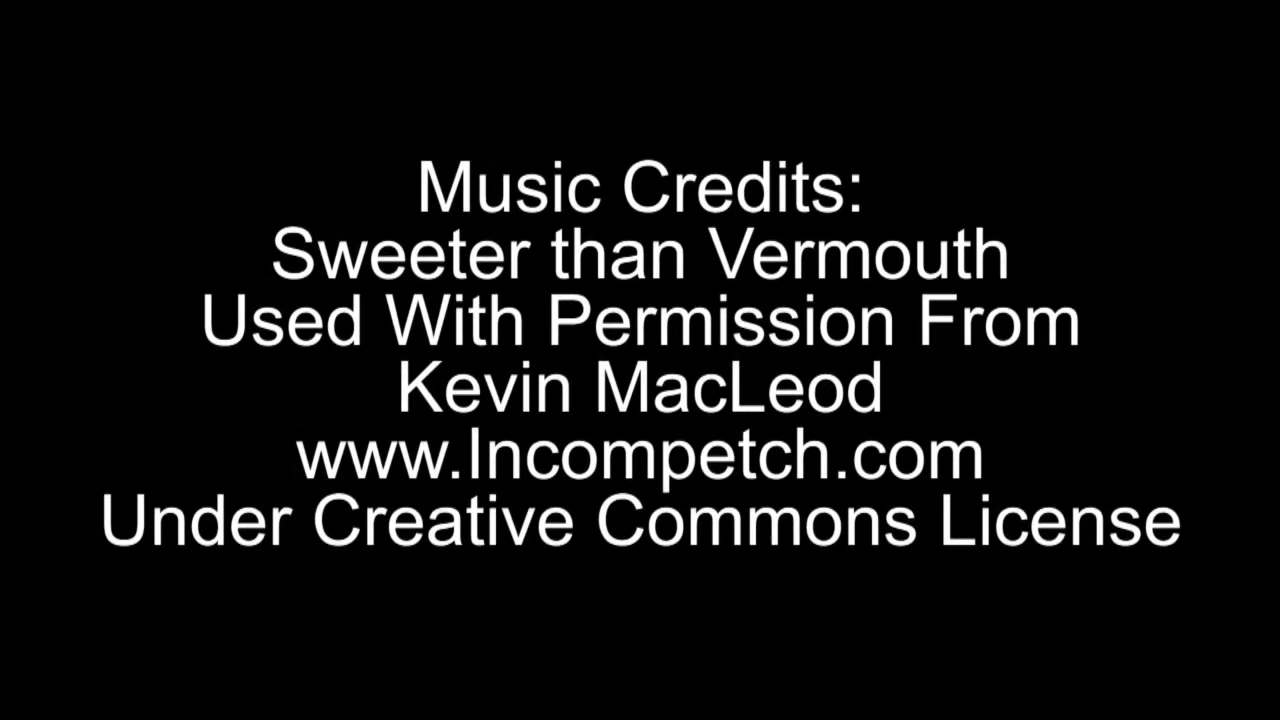 Music Credits:
Sweeter than Vermouth
Used With Permission From
Kevin MacLeod
www.Incompetch.com
Under Creative Commons License